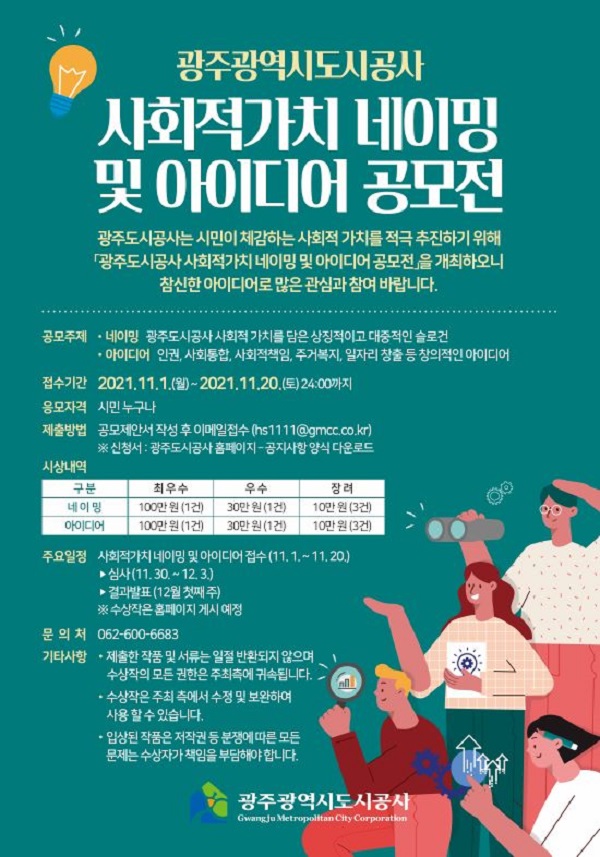 광주광역시도시공사
사회적가치 네이밍
및 아이디어 공모전
광주도시공사는 시민이 체감하는 사회적 가치를 적극 추진하기 위해
「광주도시공사 사회적가치 네이밍 및 아이디어 공모전」을 개최하오니
참신한 아이디어로 많은 관심과 참여 바랍니다.
공모주제 • 네이밍 광주도시공사 사회적 가치를 담은 상징적이고 대중적인 슬로건
• 아이디어 인권, 사회통합, 사회적책임, 주거복지, 일자리 창출 등 창의적인 아이디어
접수기간 2021.11.1.(월) ~ 2021.11.20.(토) 24:00까지
응모자격 시민 누구나
제출방법 공모제안서 작성 후 이메일접수 (hs1111@gmcc.co.kr)
※ 신청서 : 광주도시공사 홈페이지 - 공지사항 양식 다운로드
시상내역
구분 최우수 우수 장려
네이밍 100만 원 (1건) 30만 원 (1건) 10만 원 (3건)
아이디어 100만 원 (1건) 30만 원 (1건) 10만 원 (3건)
주요일정 사회적가치 네이밍 및 아이디어 접수 (11. 1. ~ 11. 20.)
▶ 심사 (11. 30. ~ 12. 3.)
▶ 결과발표 (12월 첫째 주)
※ 수상작은 홈페이지 게시 예정
문의처 062-600-6683
기타사항 • 제출한 작품 및 서류는 일절 반환되지 않으며
수상작의 모든 권한은 주최측에 귀속됩니다.
• 수상작은 주최 측에서 수정 및 보완하여
사용 할 수 있습니다.
• 입상된 작품은 저작권 등 분쟁에 따른 모든
문제는 수상자가 책임을 부담해야 합니다.
광주광역시도시공사
Gwangju Metropolitan City Corporation